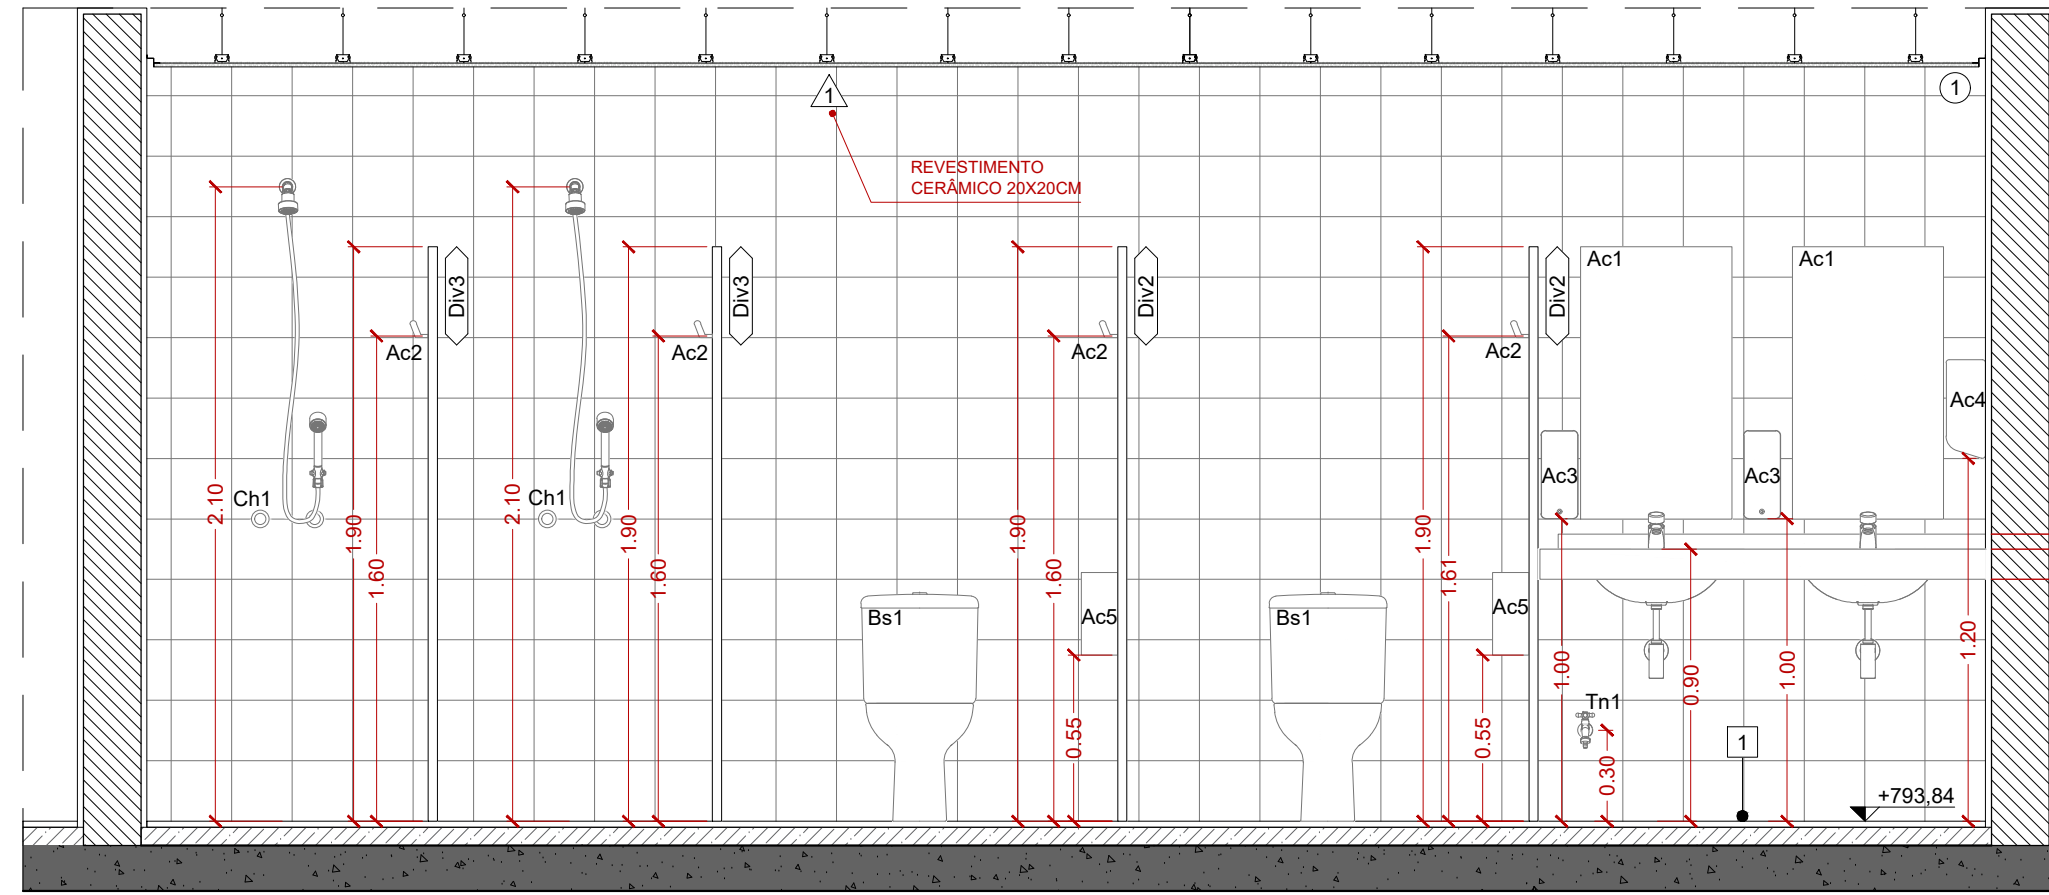 1
1
REVESTIMENTO
CERÂMICO 20X20CM
Div3
Div3
Div2
Div2
Ac1
Ac1
Ac2
Ac2
Ac2
Ac2
Ac4
Ac3
Ac3
Ch1
Ch1
2.10
1.90
1.60
2.10
1.90
1.60
1.90
1.60
1.90
1.61
Bs1
Ac5
Bs1
Ac5
1.00
0.90
1.00
1.20
Tn1
0.55
0.55
0.30
1
+793,84